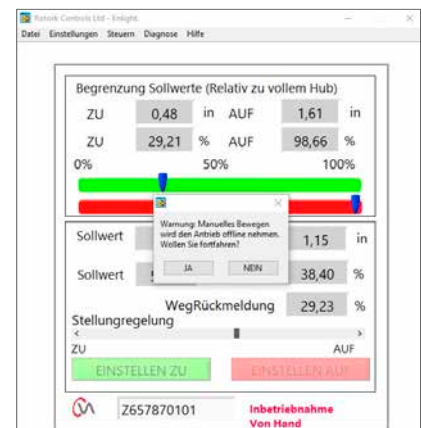 Rotork Controls Ltd - Enlight
Datei Einstellungen Steuern Diagnose Hilfe
Begrenzung Sollwerte (Relativ zu vollem Hub)
ZU 0,48 in AUF 1,61 in
ZU 29,21 % AUF 98,66 %
0% 50% 100%
Warnung: Manuelles Bewegen
wird den Antrieb offline nehmen.
Wollen Sie fortfahren?
JA NEIN
Sollwert 1,15 in
Sollwert 38,40 %
WegRückmeldung 29,23 %
Stellungregelung
< >
ZU AUF
EINSTELLEN ZU EINSTELLEN AUF
Z657870101
Inbetriebnahme
Von Hand